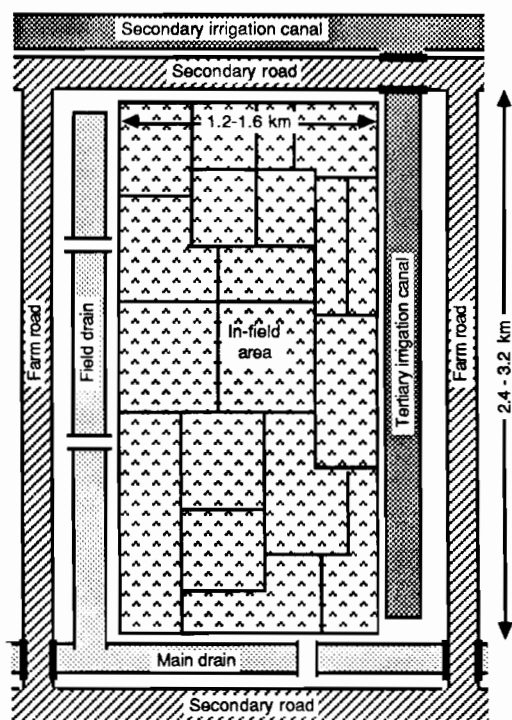 Secondary irrigation canal
Secondary road
1.2-1.6 km
Farm road
Field drain
In-field
area
Tertiary irrigation canal
Farm road
2.4 - 3.2 km
Main drain
Secondary road